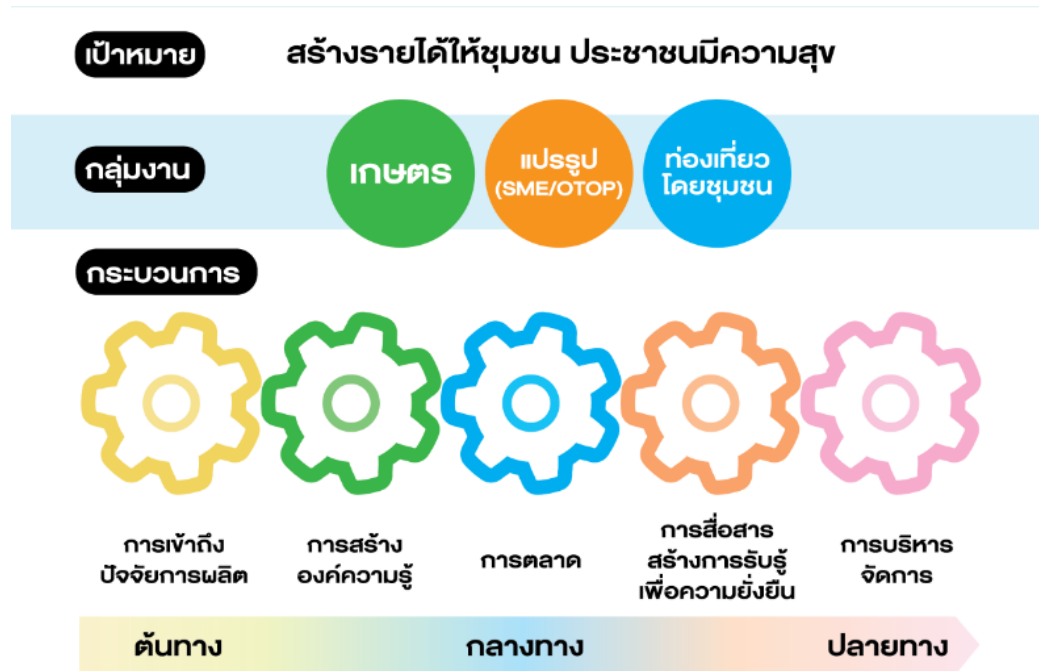 เป้าหมาย
สร้างรายได้ให้ชุมชน ประชาชนมีความสุข
กลุ่มงาน
เกษตร
แปรรูป
(SME/OTOP)
ท่องเที่ยว
โดยชุมชน
กระบวนการ
การเข้าถึง
ปัจจัยการผลิต
การสร้าง
องค์ความรู้
การตลาด
การสื่อสาร
สร้างการรับรู้
เพื่อความยั่งยืน
การบริหาร
จัดการ
ต้นทาง
กลางทาง
ปลายทาง